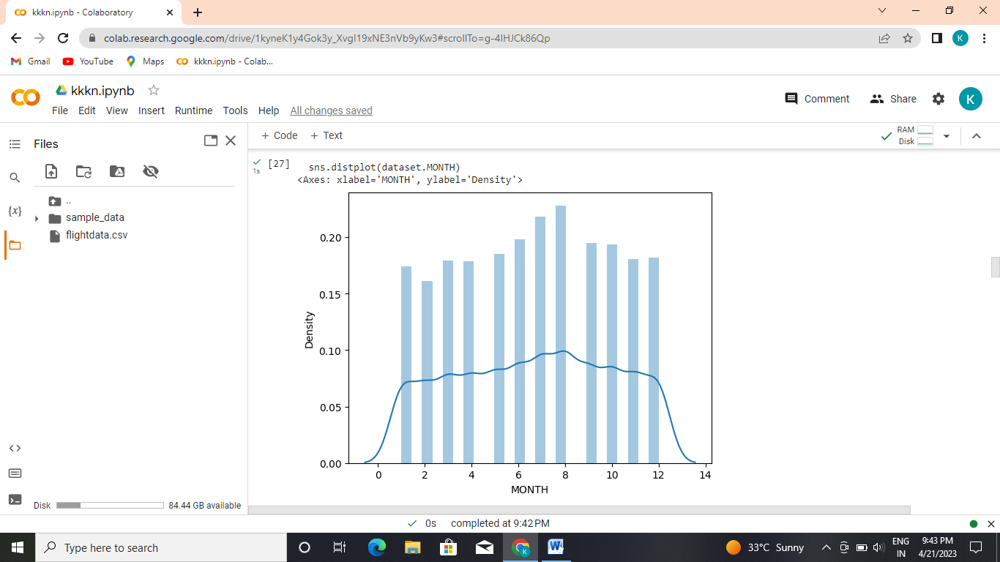 kkkn.ipynb - Colaboratory
colab.research.google.com/drive/1kyneK1y4Gok3y_XvgI19xNE3nVb9yKw3#scrollTo=g-4IHJCk86Qp
K
Gmail
YouTube
Maps
kkkn.ipynb - Colab...
kkkn.ipynb
File Edit View Insert Runtime Tools Help All changes saved
Comment
Share
K
Files
+ Code + Text
RAM
Disk
..
sample_data
flightdata.csv
{x}
[27]
1s
sns.distplot(dataset.MONTH)
<Axes: xlabel='MONTH', ylabel='Density'>
0.20
0.15
0.10
0.05
0.00
Density
0 2 4 6 8 10 12 14
MONTH
Disk
84.44 GB available
0s completed at 9:42 PM
Type here to search
K
W
33°C Sunny
ENG
IN
9:43 PM
4/21/2023